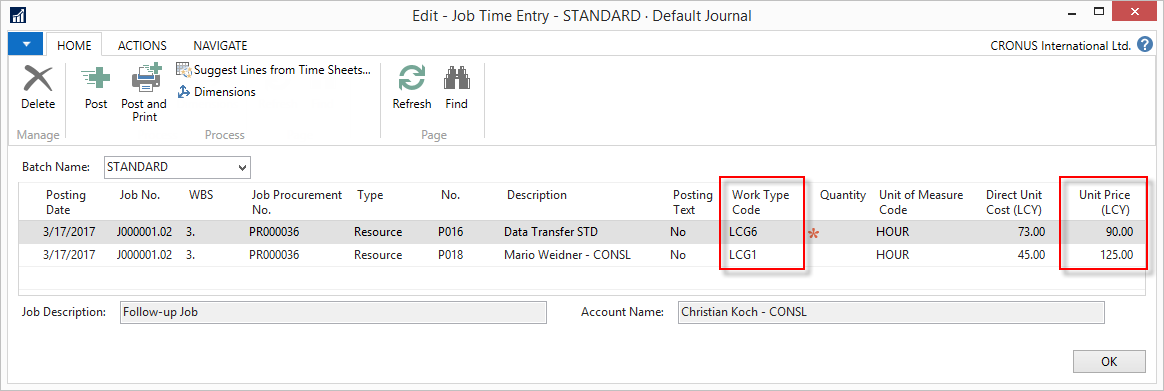 Edit - Job Time Entry - STANDARD · Default Journal
HOME ACTIONS NAVIGATE CRONUS International Ltd. ?
Delete
Post
Post and Print
Suggest Lines from Time Sheets...
Dimensions
Refresh
Find
Manage Process Page
Batch Name: STANDARD
Posting Date Job No. WBS Job Procurement No. Type No. Description Posting Text Work Type Code Quantity Unit of Measure Code Direct Unit Cost (LCY) Unit Price (LCY)
3/17/2017 J000001.02 3. PR000036 Resource P016 Data Transfer STD No LCG6 * HOUR 73.00 90.00
3/17/2017 J000001.02 3. PR000036 Resource P018 Mario Weidner - CONSL No LCG1 HOUR 45.00 125.00
Job Description: Follow-up Job Account Name: Christian Koch - CONSL
OK